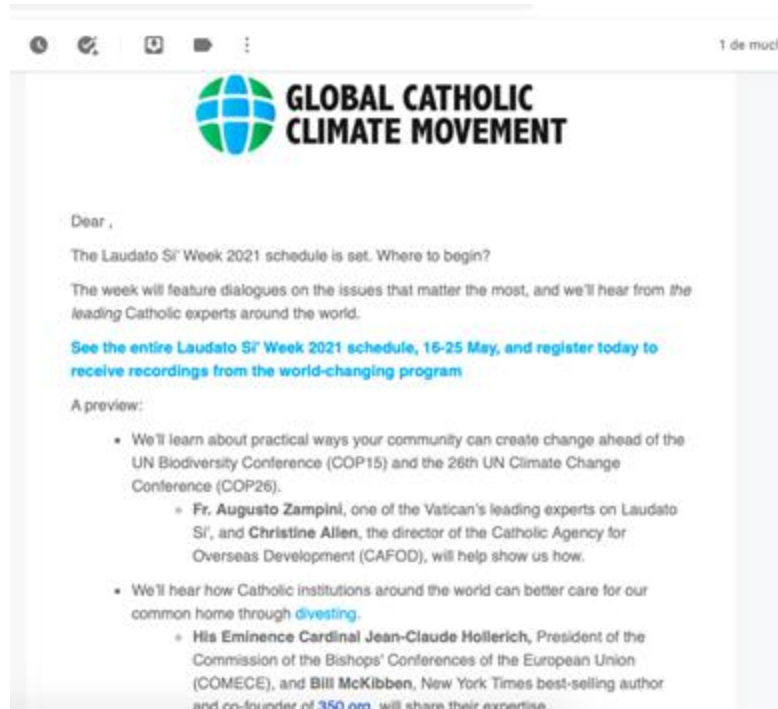 1 de mucl
GLOBAL CATHOLIC
CLIMATE MOVEMENT
Dear ,
The Laudato Si' Week 2021 schedule is set. Where to begin?
The week will feature dialogues on the issues that matter the most, and we'll hear from the
leading Catholic experts around the world.
See the entire Laudato Si' Week 2021 schedule, 16-25 May, and register today to
receive recordings from the world-changing program
A preview:
• We'll learn about practical ways your community can create change ahead of the
UN Biodiversity Conference (COP15) and the 26th UN Climate Change
Conference (COP26).
◦ Fr. Augusto Zampini, one of the Vatican's leading experts on Laudato
Si', and Christine Allen, the director of the Catholic Agency for
Overseas Development (CAFOD), will help show us how.
• We'll hear how Catholic institutions around the world can better care for our
common home through divesting.
◦ His Eminence Cardinal Jean-Claude Hollerich, President of the
Commission of the Bishops' Conferences of the European Union
(COMECE), and Bill McKibben, New York Times best-selling author
and co-founder of 350.org, will share their expertise.